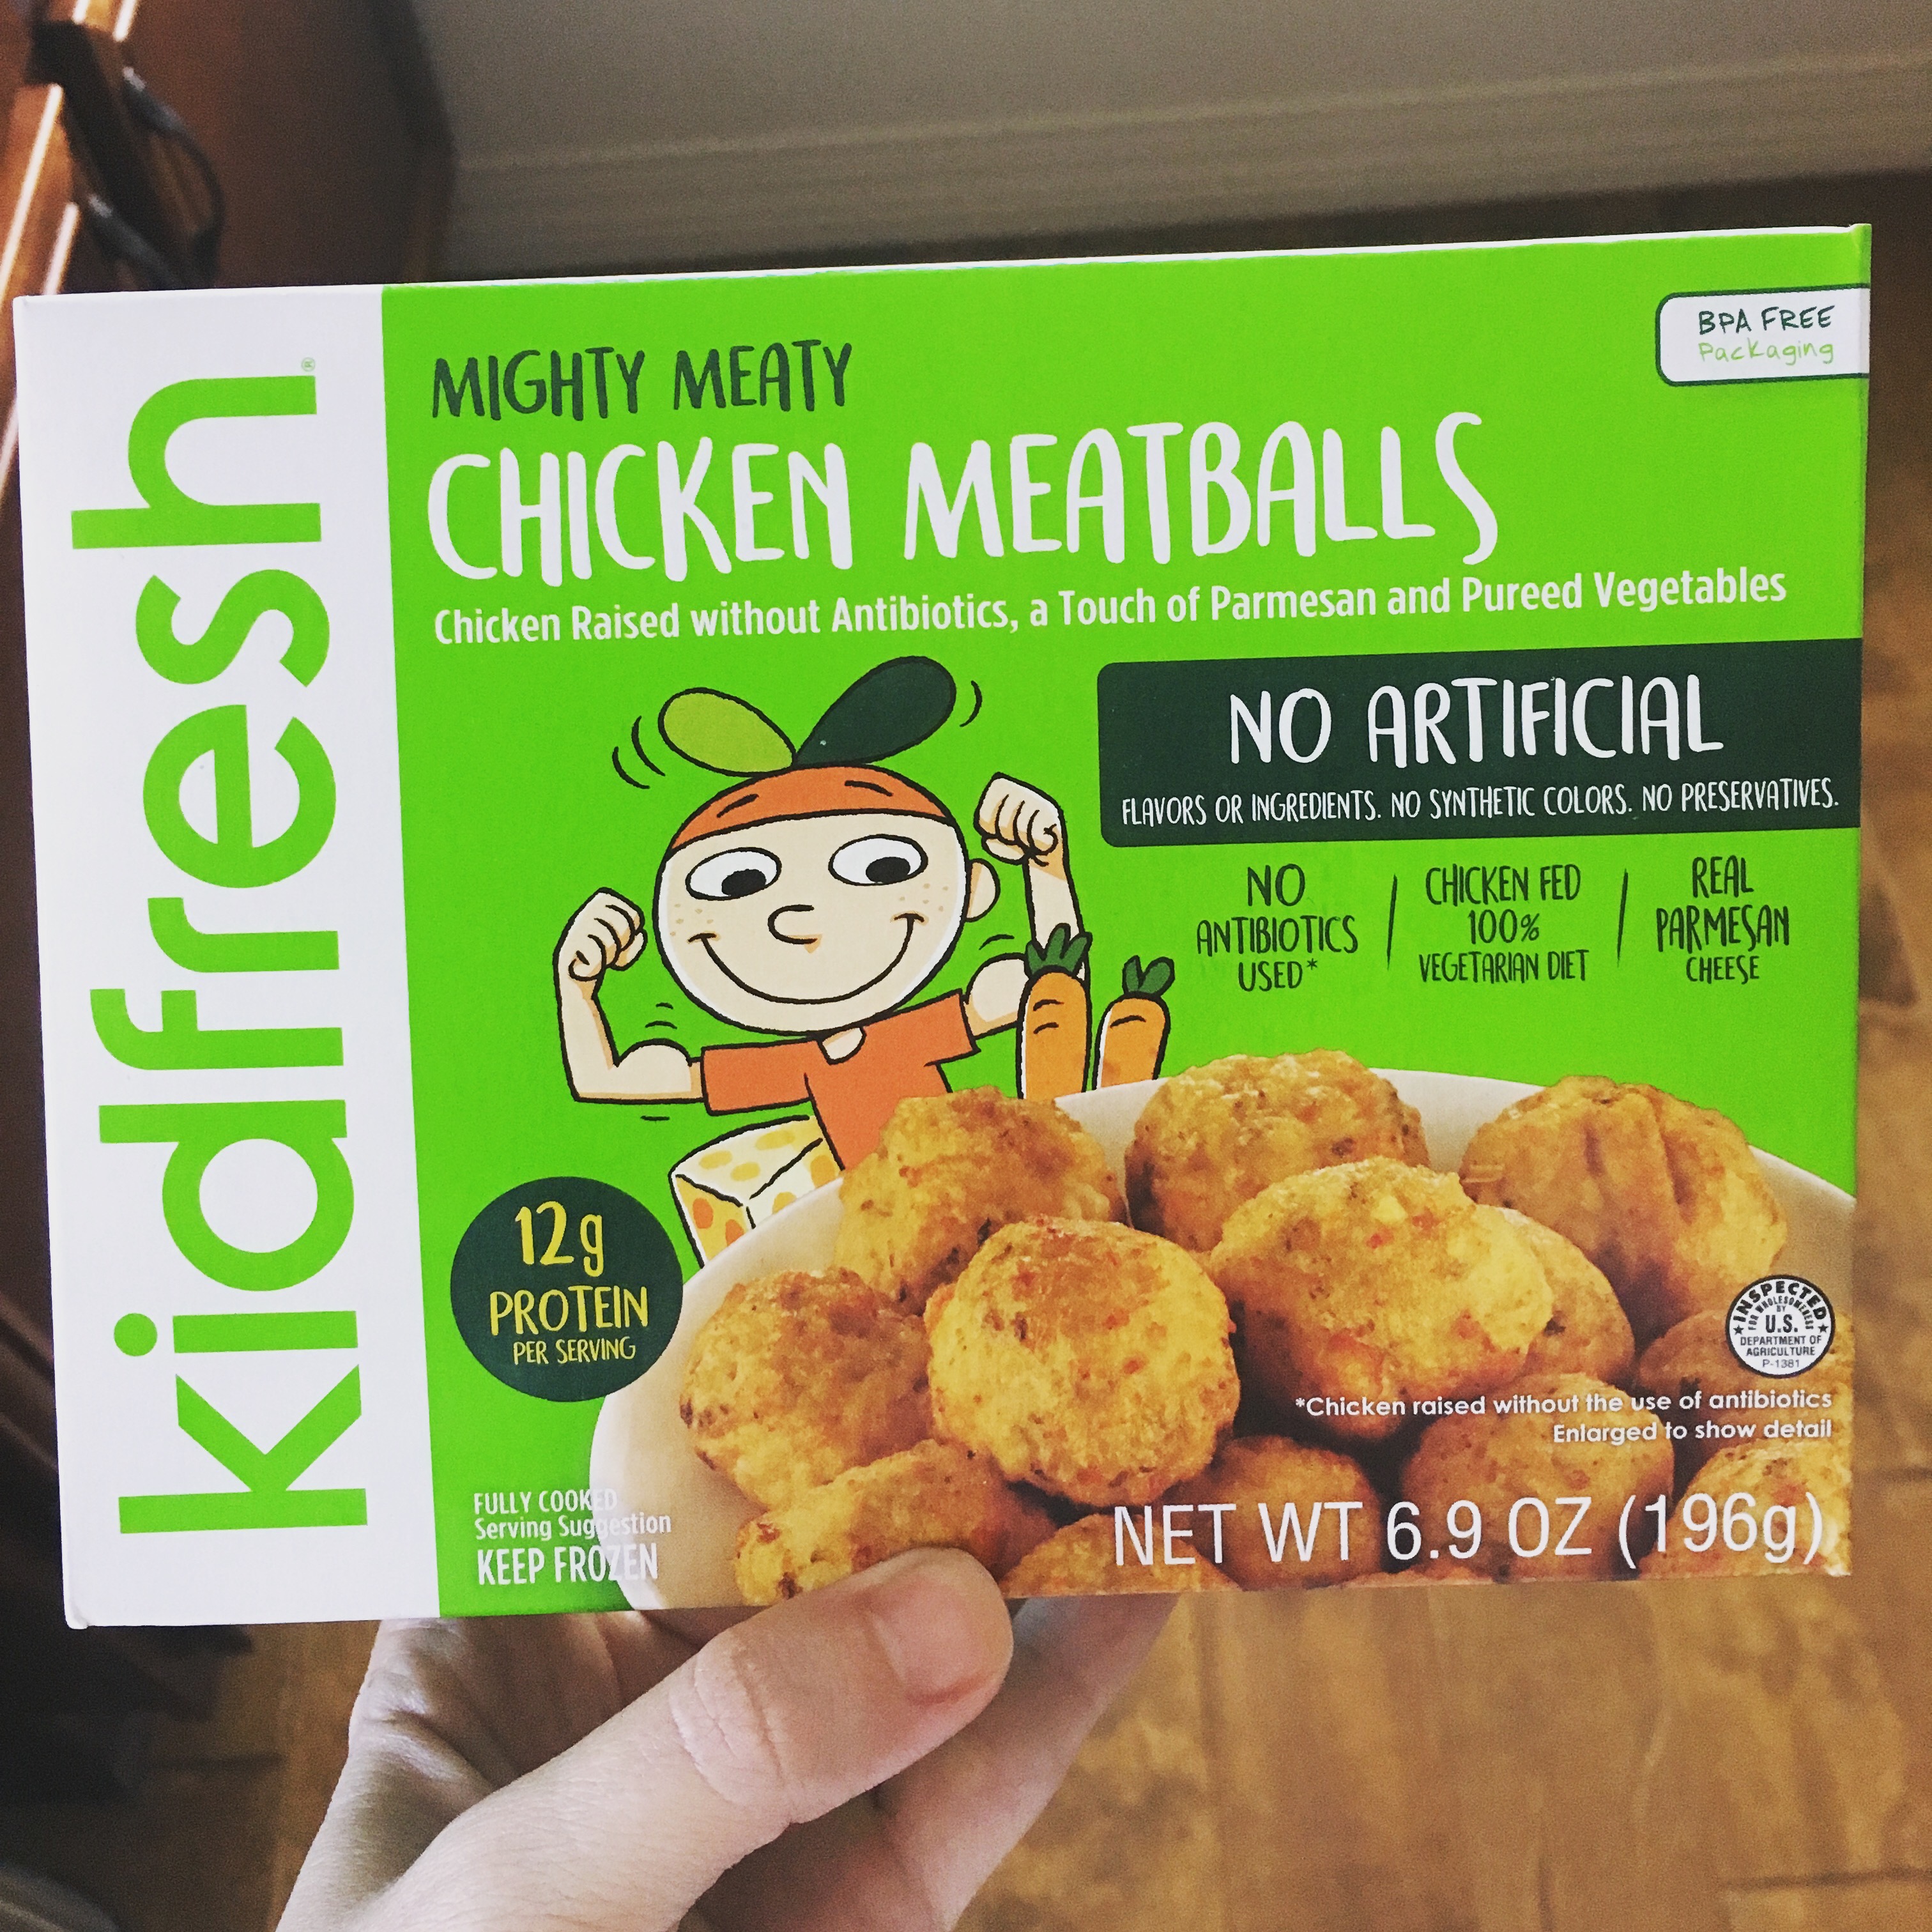 kidfresh®
MIGHTY MEATY
CHICKEN MEATBALLS
Chicken Raised without Antibiotics, a Touch of Parmesan and Pureed Vegetables
BPA FREE
Packaging
NO ARTIFICIAL
FLAVORS OR INGREDIENTS. NO SYNTHETIC COLORS. NO PRESERVATIVES.
NO
ANTIBIOTICS
USED*
CHICKEN FED
100%
VEGETARIAN DIET
REAL
PARMESAN
CHEESE
12g
PROTEIN
PER SERVING
INSPECTED
FOR WHOLESOMENESS
BY
U.S.
DEPARTMENT OF
AGRICULTURE
P-1381
*Chicken raised without the use of antibiotics
Enlarged to show detail
FULLY COOKED
Serving Suggestion
KEEP FROZEN
NET WT 6.9 OZ (196g)